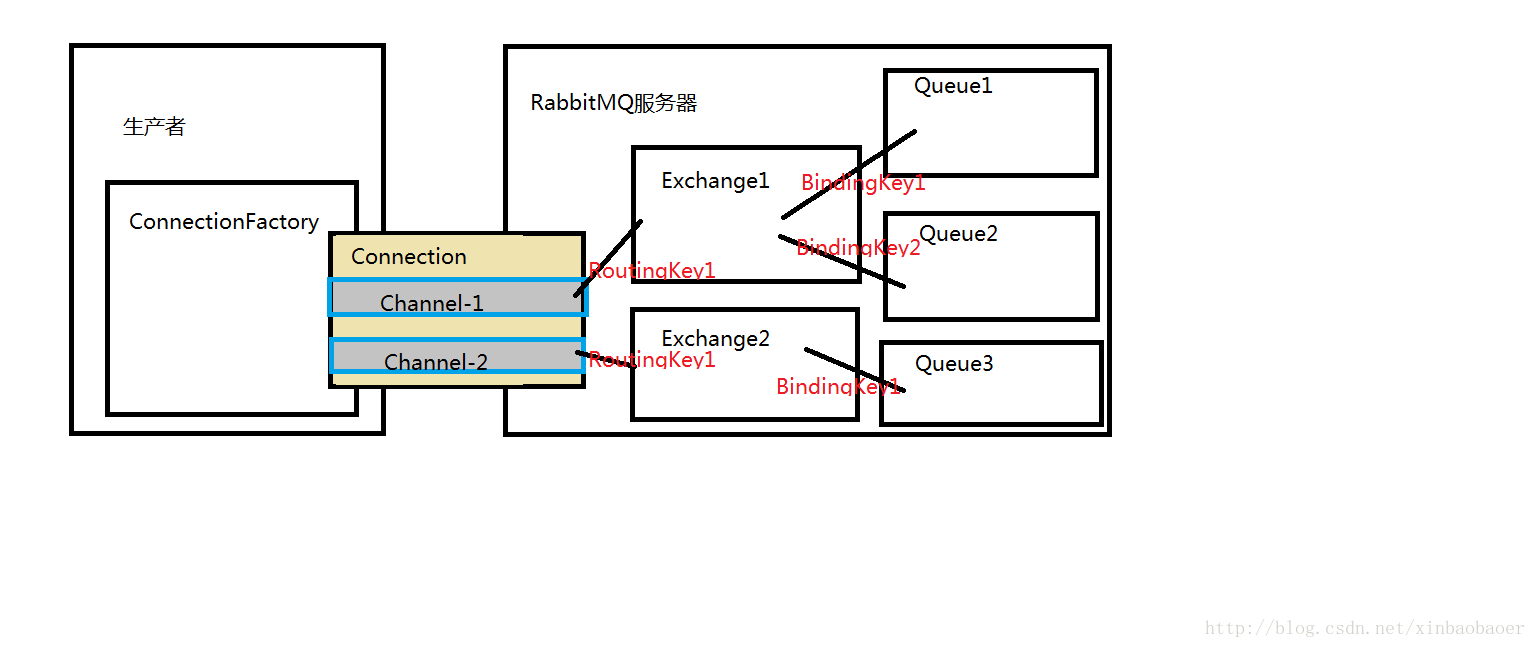 生产者
ConnectionFactory
Connection
Channel-1
Channel-2
RabbitMQ服务器
RoutingKey1
RoutingKey1
Exchange1
Exchange2
BindingKey1
BindingKey2
BindingKey1
Queue1
Queue2
Queue3
http://blog.csdn.net/xinbaobaoer